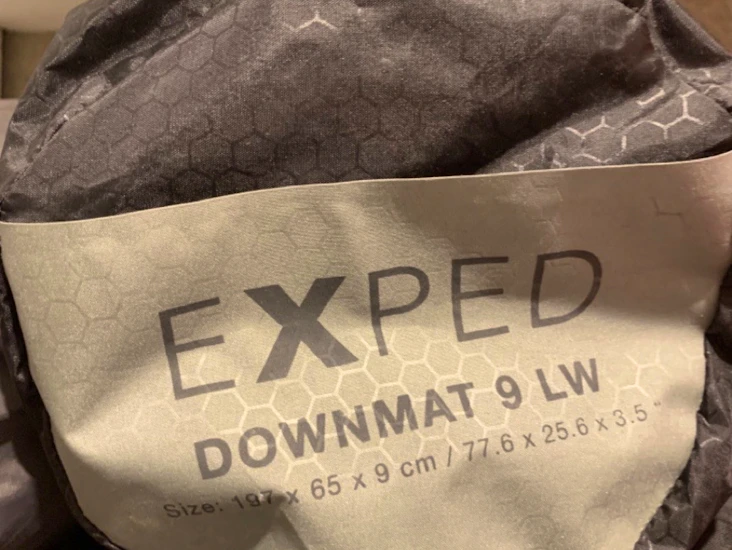 EXPED
DOWNMAT 9 LW
Size: 197 x 65 x 9 cm / 77.6 x 25.6 x 3.5 "